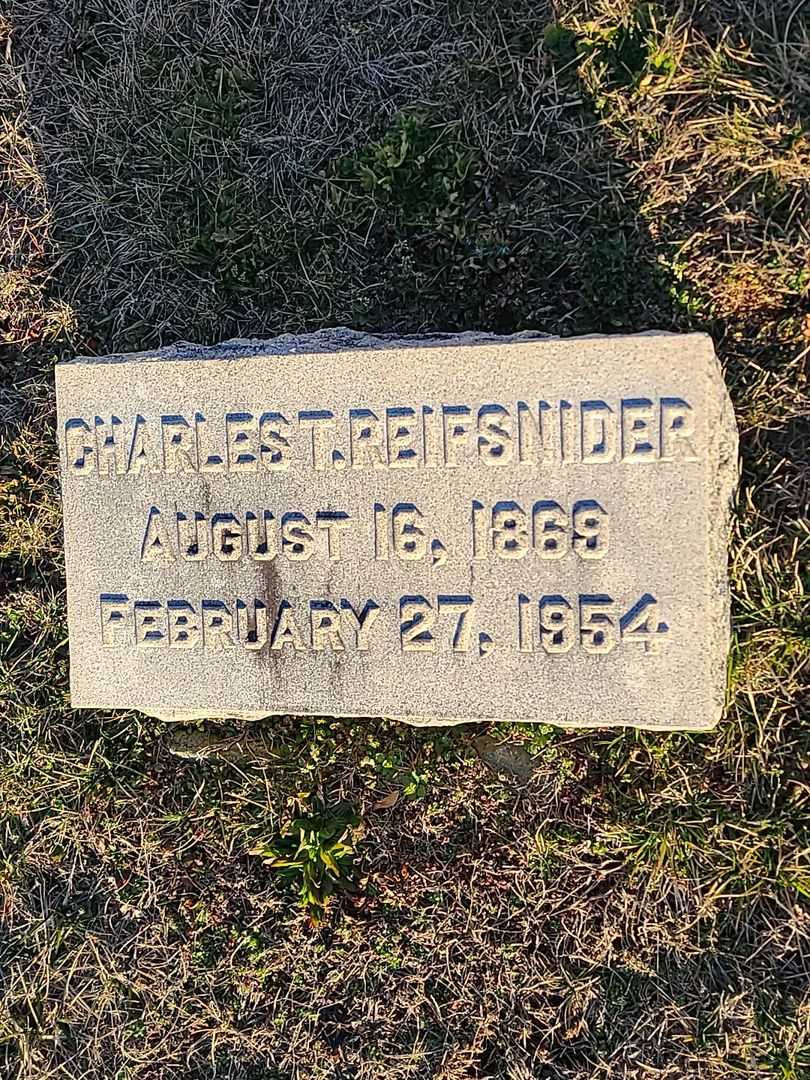 CHARLES T. REIFSNIDER
AUGUST 16, 1869
FEBRUARY 27, 1954